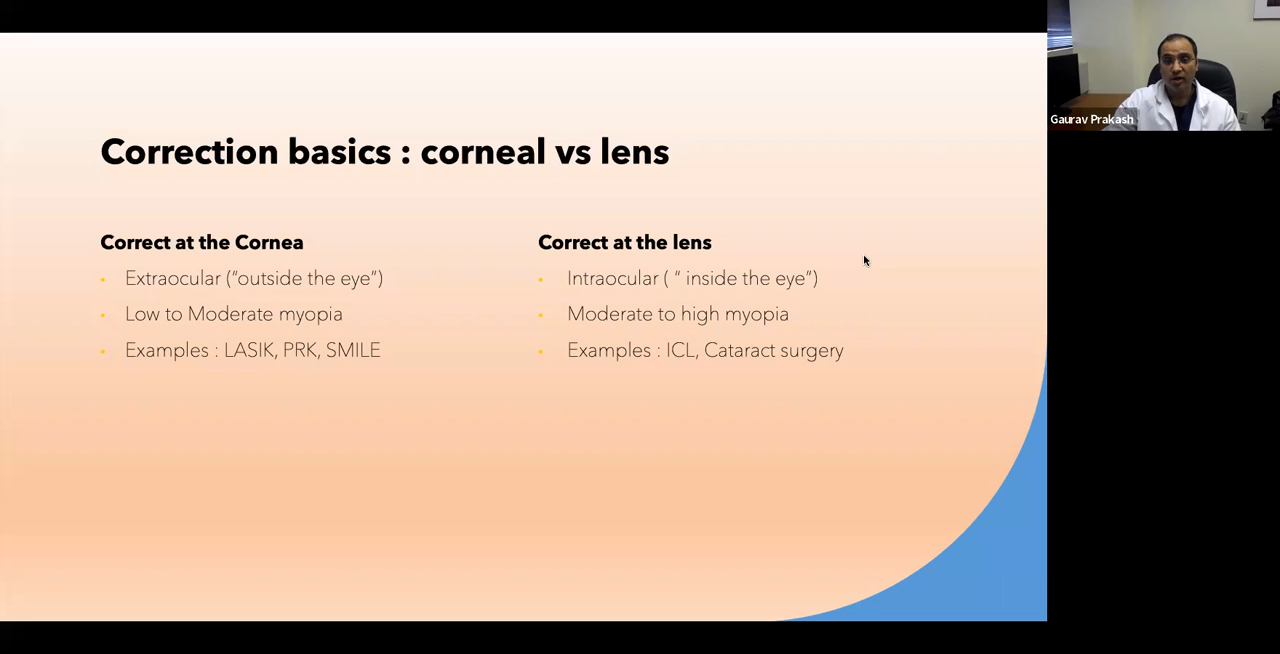 Correction basics : corneal vs lens
Correct at the Cornea
• Extraocular (“outside the eye”)
• Low to Moderate myopia
• Examples : LASIK, PRK, SMILE
Correct at the lens
• Intraocular ( “ inside the eye”)
• Moderate to high myopia
• Examples : ICL, Cataract surgery
Gaurav Prakash